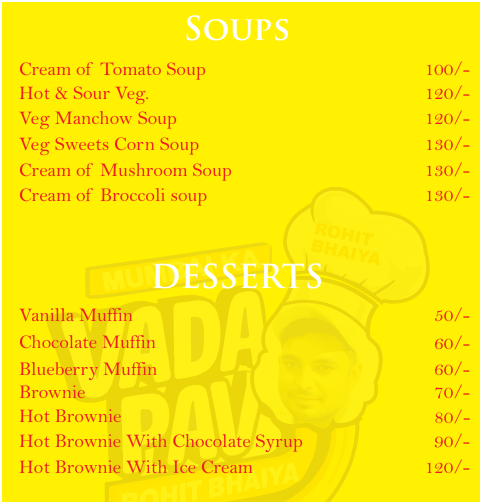 SOUPS
Cream of Tomato Soup 100/-
Hot & Sour Veg. 120/-
Veg Manchow Soup 120/-
Veg Sweets Corn Soup 130/-
Cream of Mushroom Soup 130/-
Cream of Broccoli soup 130/-
ROHIT
BHAIYA
DESSERTS
Vanilla Muffin 50/-
Chocolate Muffin 60/-
Blueberry Muffin 60/-
Brownie 70/-
Hot Brownie 80/-
Hot Brownie With Chocolate Syrup 90/-
Hot Brownie With Ice Cream 120/-
VADA
PAV
ROHIT BHAIYA